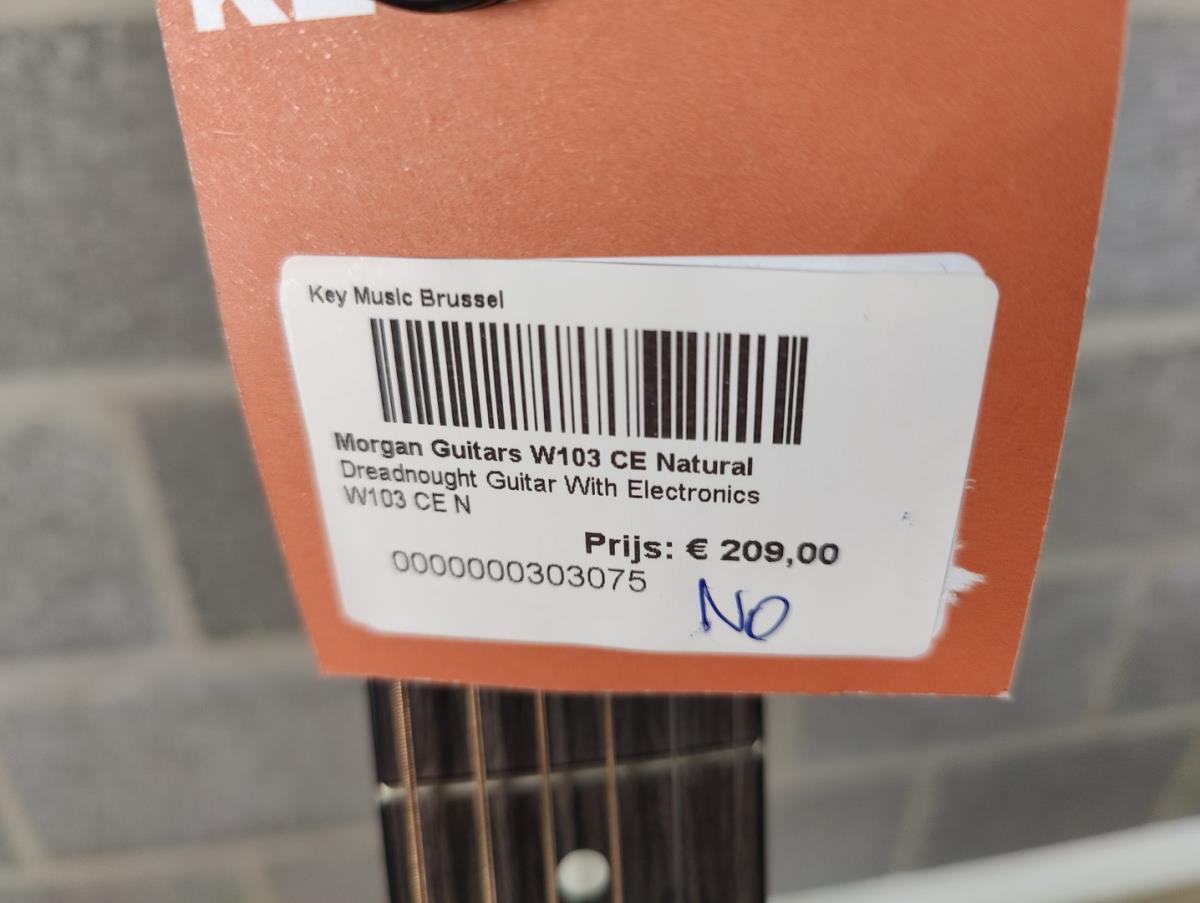 Key Music Brussel
Morgan Guitars W103 CE Natural
Dreadnought Guitar With Electronics
W103 CE N
Prijs: € 209,00
0000000303075
NO